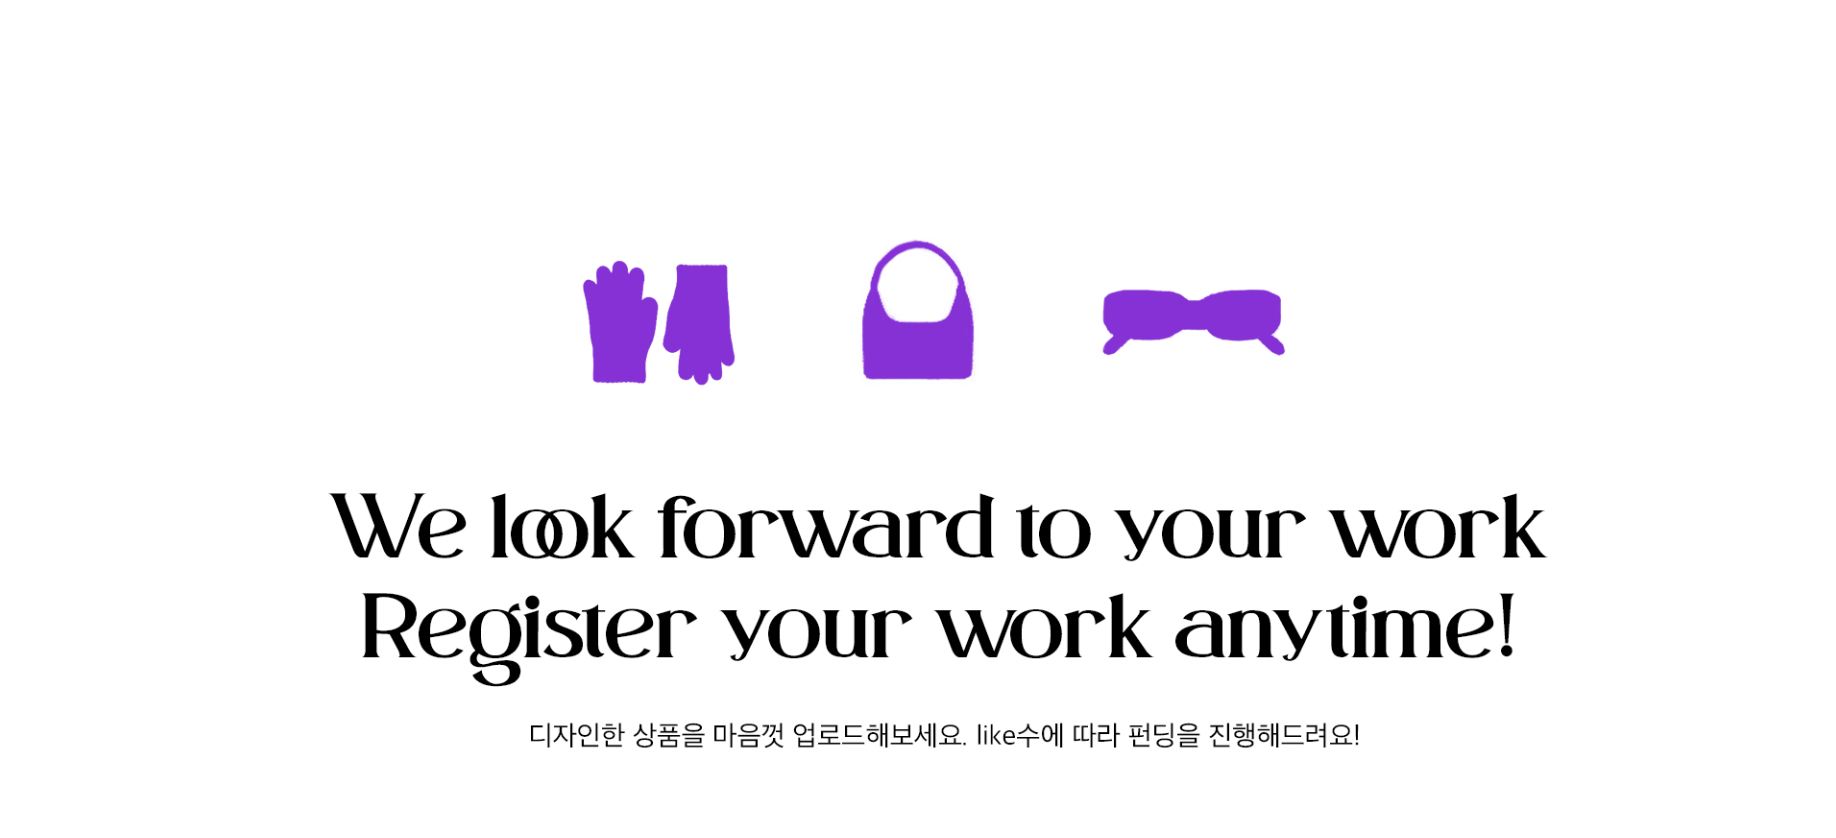 We look forward to your work
Register your work anytime!
디자인한 상품을 마음껏 업로드해보세요. like수에 따라 펀딩을 진행해드려요!